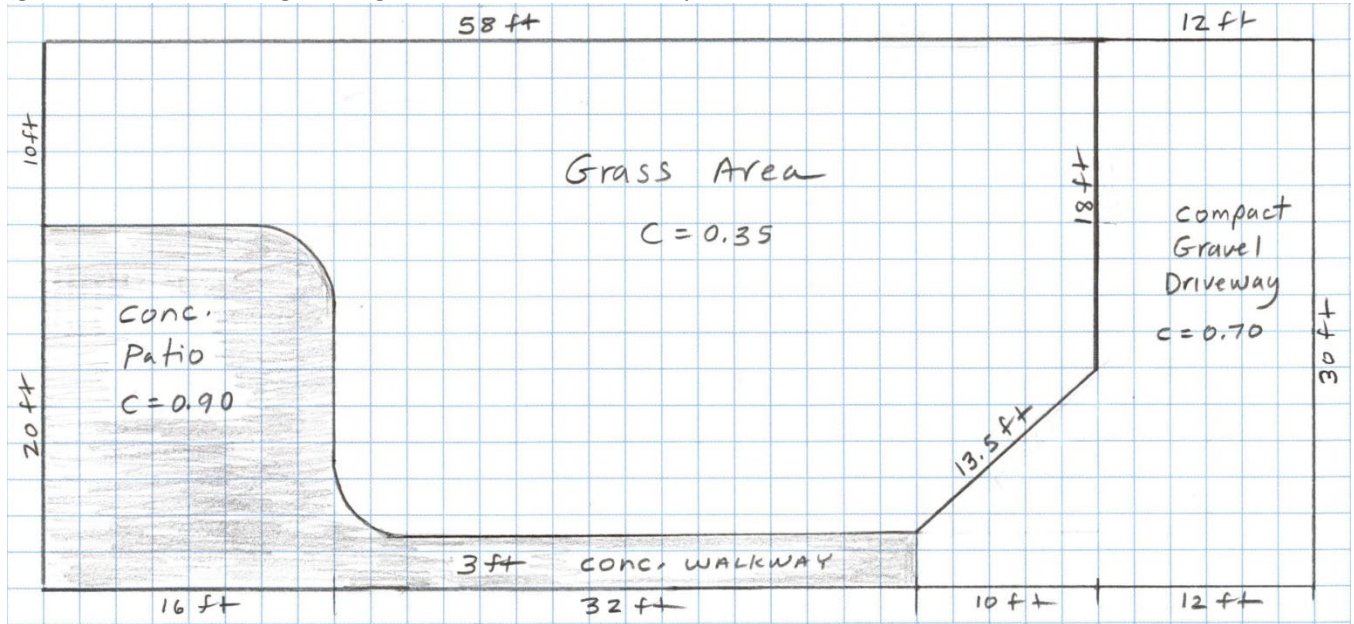 58 ft
12 ft
10ft
Grass Area
C = 0.35
18 ft
compact
Gravel
Driveway
c = 0.70
30 ft
conc.
Patio
C = 0.90
20 ft
13.5 ft
3 ft conc. WALKWAY
16 ft
32 ft
10 ft
12 ft